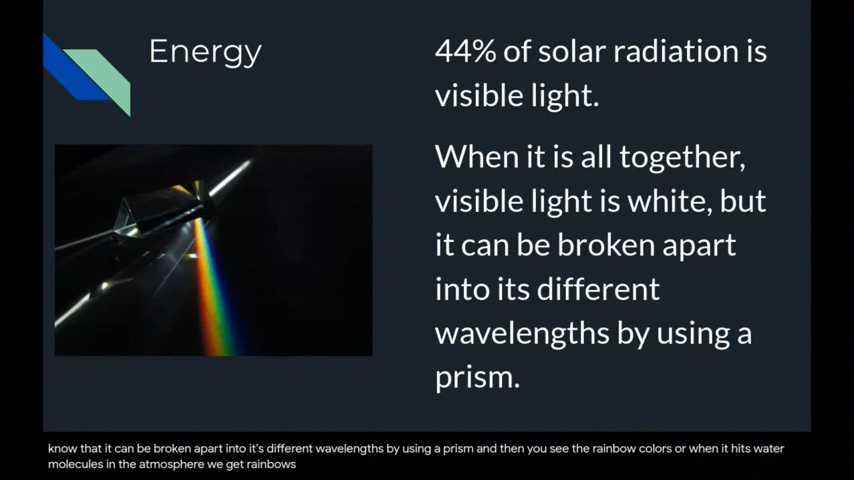 Energy
44% of solar radiation is
visible light.
When it is all together,
visible light is white, but
it can be broken apart
into its different
wavelengths by using a
prism.
know that it can be broken apart into it's different wavelengths by using a prism and then you see the rainbow colors or when it hits water
molecules in the atmosphere we get rainbows